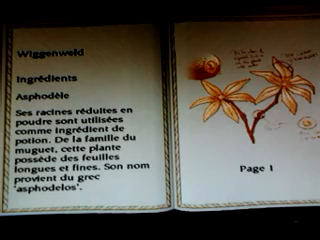 Wiggenweld
Ingrédients
Asphodèle
Ses racines réduites en
poudre sont utilisées
comme ingrédient de
potion. De la famille du
muguet, cette plante
possède des feuilles
longues et fines. Son nom
provient du grec
'asphodelos'.
Page 1